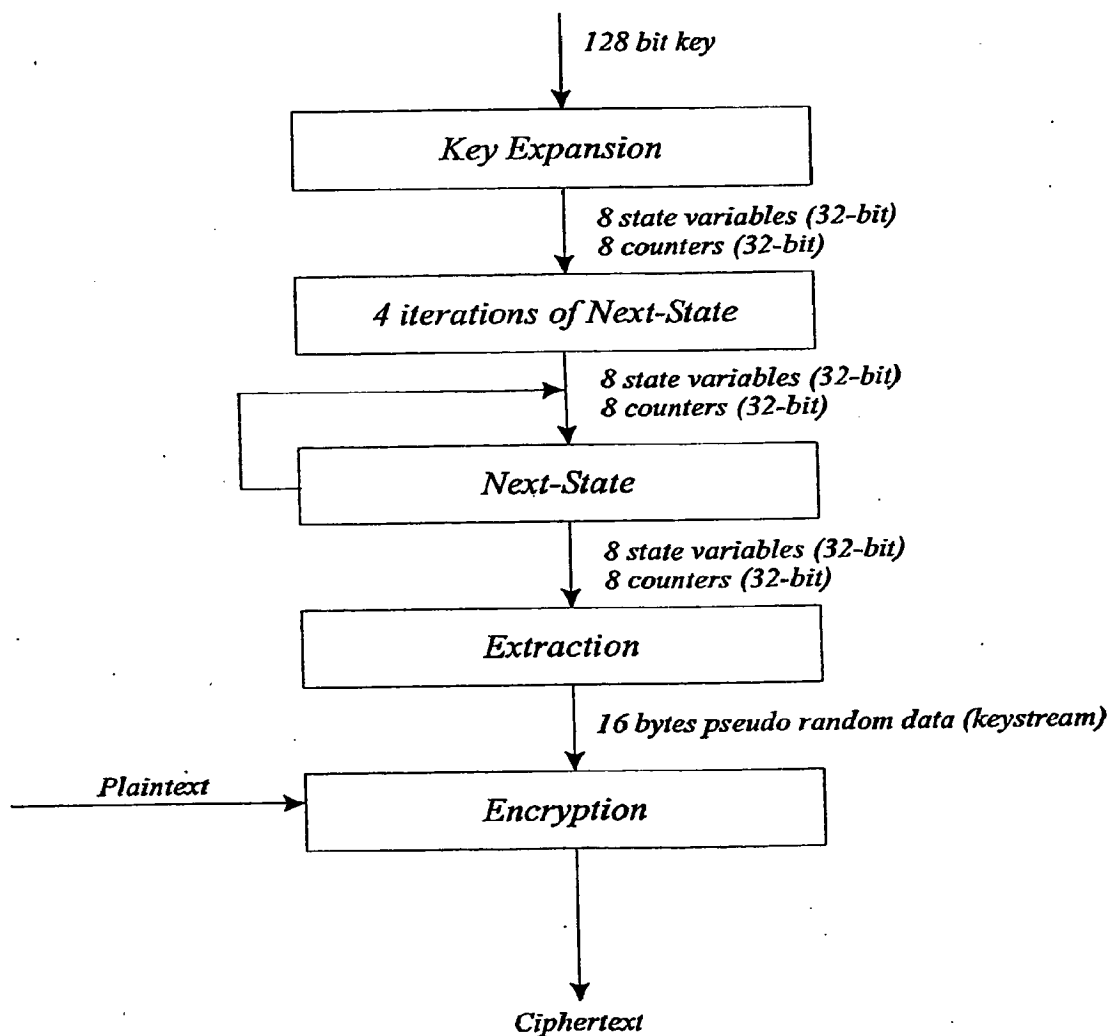 128 bit key
Key Expansion
8 state variables (32-bit)
8 counters (32-bit)
4 iterations of Next-State
8 state variables (32-bit)
8 counters (32-bit)
Next-State
8 state variables (32-bit)
8 counters (32-bit)
Extraction
16 bytes pseudo random data (keystream)
Plaintext
Encryption
Ciphertext